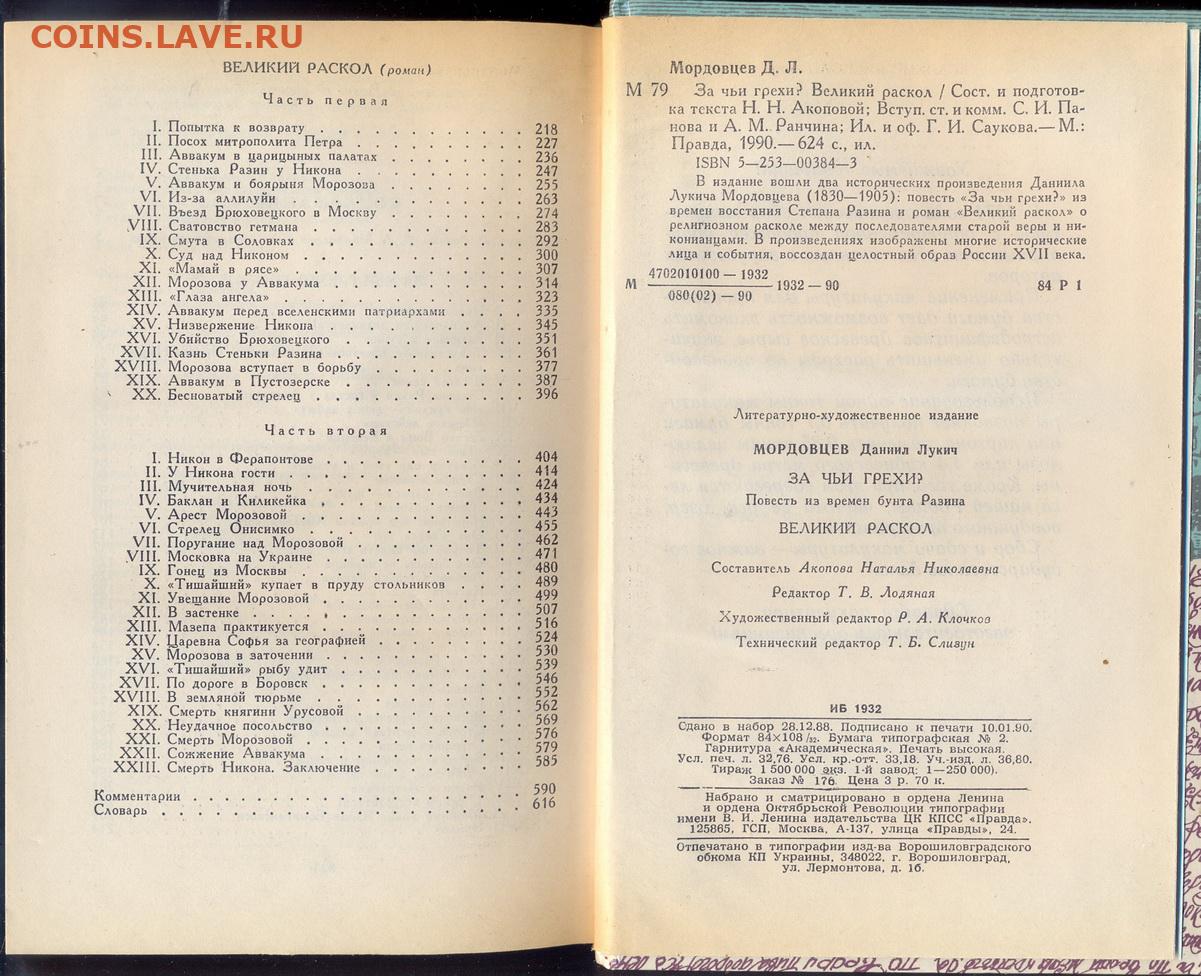 COINS.LAVE.RU
ВЕЛИКИЙ РАСКОЛ (роман)
Часть первая
I. Попытка к возврату . . . 218
II. Посох митрополита Петра . . . 227
III. Аввакум в царицыных палатах . . . 236
IV. Стенька Разин у Никона . . . 247
V. Аввакум и боярыня Морозова . . . 255
VI. Из-за аллилуйи . . . 263
VII. Въезд Брюховецкого в Москву . . . 274
VIII. Сватовство гетмана . . . 283
IX. Смута в Соловках . . . 292
X. Суд над Никоном . . . 300
XI. «Мамай в рясе» . . . 307
XII. Морозова у Аввакума . . . 314
XIII. «Глаза ангела» . . . 323
XIV. Аввакум перед вселенскими патриархами . . . 335
XV. Низвержение Никона . . . 345
XVI. Убийство Брюховецкого . . . 351
XVII. Казнь Стеньки Разина . . . 361
XVIII. Морозова вступает в борьбу . . . 377
XIX. Аввакум в Пустозерске . . . 387
XX. Бесноватый стрелец . . . 396
Часть вторая
I. Никон в Ферапонтове . . . 404
II. У Никона гости . . . 414
III. Мучительная ночь . . . 424
IV. Баклан и Киликейка . . . 434
V. Арест Морозовой . . . 443
VI. Стрелец Онисимко . . . 455
VII. Поругание над Морозовой . . . 462
VIII. Московка на Украине . . . 471
IX. Гонец из Москвы . . . 480
X. «Тишайший» купает в пруду стольников . . . 489
XI. Увещание Морозовой . . . 499
XII. В застенке . . . 507
XIII. Мазепа практикуется . . . 516
XIV. Царевна Софья за географией . . . 524
XV. Морозова в заточении . . . 530
XVI. «Тишайший» рыбу удит . . . 539
XVII. По дороге в Боровск . . . 546
XVIII. В земляной тюрьме . . . 552
XIX. Смерть княгини Урусовой . . . 562
XX. Неудачное посольство . . . 569
XXI. Смерть Морозовой . . . 576
XXII. Сожжение Аввакума . . . 579
XXIII. Смерть Никона. Заключение . . . 585
Комментарии . . . 590
Словарь . . . 616
Мордовцев Д. Л.
М 79 За чьи грехи? Великий раскол / Сост. и подготов-
ка текста Н. Н. Акоповой; Вступ. ст. и комм. С. И. Па-
нова и А. М. Ранчина; Ил. и оф. Г. И. Саукова.— М.:
Правда, 1990.— 624 с., ил.
ISBN 5—253—00384—3
В издание вошли два исторических произведения Даниила
Лукича Мордовцева (1830—1905): повесть «За чьи грехи?» из
времен восстания Степана Разина и роман «Великий раскол» о
религиозном расколе между последователями старой веры и ни-
конианцами. В произведениях изображены многие исторические
лица и события, воссоздан целостный образ России XVII века.
4702010100 — 1932
М 1932 — 90 84 Р 1
080(02) — 90
Литературно-художественное издание
МОРДОВЦЕВ Даниил Лукич
ЗА ЧЬИ ГРЕХИ?
Повесть из времен бунта Разина
ВЕЛИКИЙ РАСКОЛ
Составитель Акопова Наталья Николаевна
Редактор Т. В. Лодяная
Художественный редактор Р. А. Клочков
Технический редактор Т. Б. Слизун
ИБ 1932
Сдано в набор 28.12.88. Подписано к печати 10.01.90.
Формат 84×108 1/32. Бумага типографская № 2.
Гарнитура «Академическая». Печать высокая.
Усл. печ. л. 32,76. Усл. кр.-отт. 33,18. Уч.-изд. л. 36,80.
Тираж 1 500 000 экз. 1-й завод: 1—250 000).
Заказ № 176. Цена 3 р. 70 к.
Набрано и сматрицировано в ордена Ленина
и ордена Октябрьской Революции типографии
имени В. И. Ленина издательства ЦК КПСС «Правда».
125865, ГСП, Москва, А-137, улица «Правды», 24.
Отпечатано в типографии изд-ва Ворошиловградского
обкома КП Украины, 348022, г. Ворошиловград,
ул. Лермонтова, д. 1б.